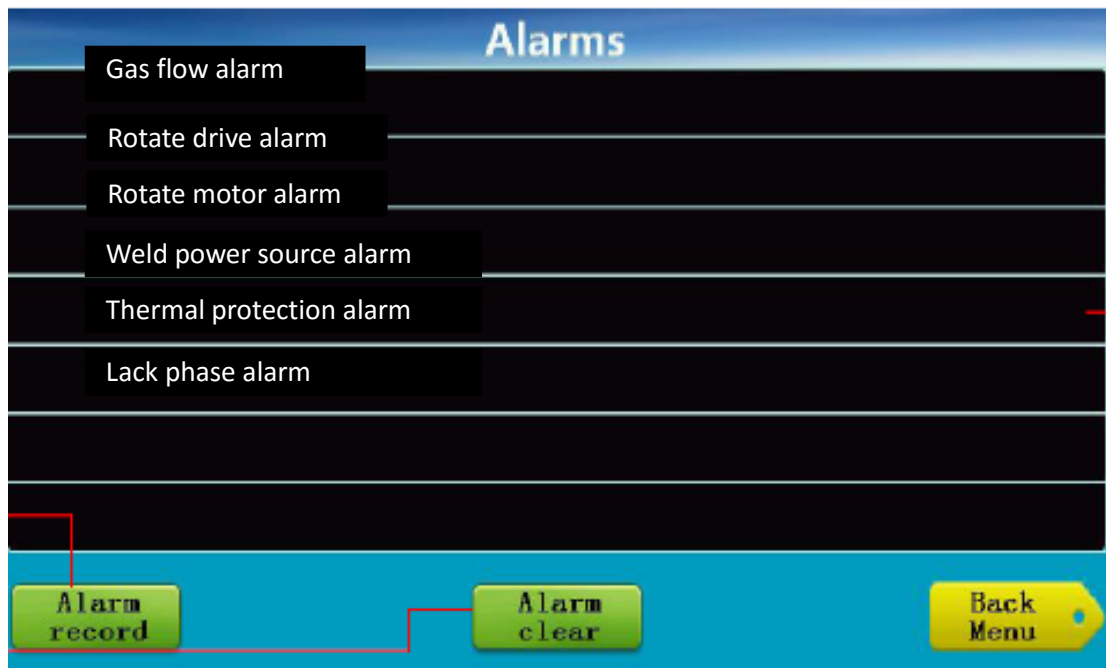 Alarms
Gas flow alarm
Rotate drive alarm
Rotate motor alarm
Weld power source alarm
Thermal protection alarm
Lack phase alarm
Alarm
record
Alarm
clear
Back
Menu